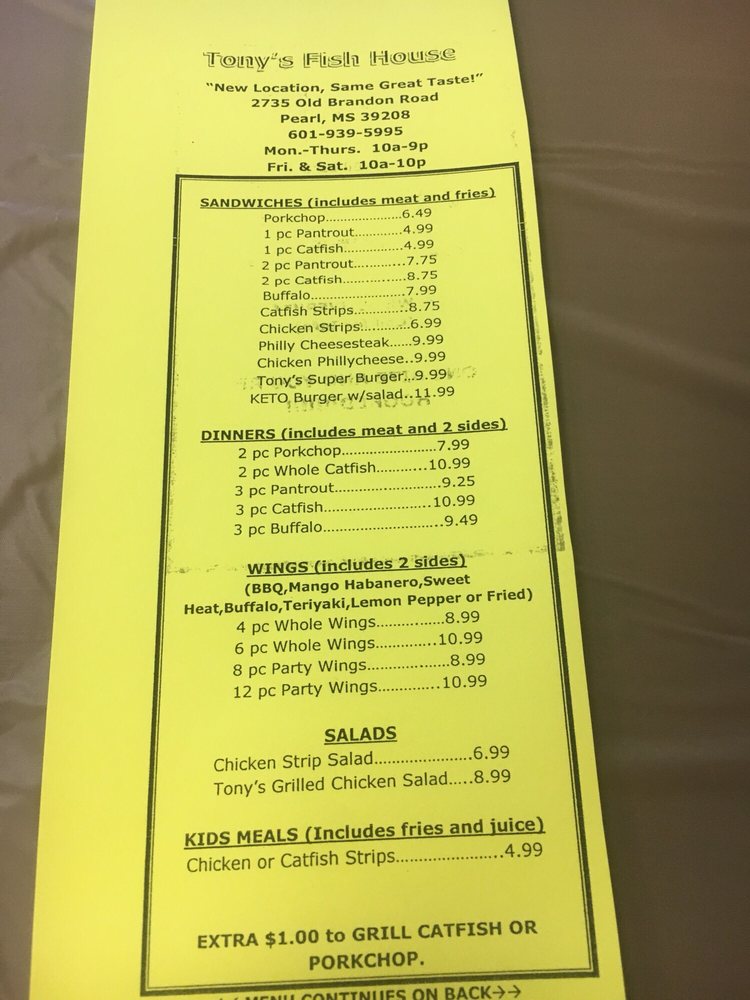 Tony's Fish House
"New Location, Same Great Taste!"
2735 Old Brandon Road
Pearl, MS 39208
601-939-5995
Mon.-Thurs. 10a-9p
Fri. & Sat. 10a-10p
SANDWICHES (includes meat and fries)
Porkchop....................6.49
1 pc Pantrout............4.99
1 pc Catfish...............4.99
2 pc Pantrout.............7.75
2 pc Catfish................8.75
Buffalo........................7.99
Catfish Strips..............8.75
Chicken Strips.............6.99
Philly Cheesesteak......9.99
Chicken Phillycheese..9.99
Tony's Super Burger...9.99
KETO Burger w/salad..11.99
DINNERS (includes meat and 2 sides)
2 pc Porkchop.........................7.99
2 pc Whole Catfish............10.99
3 pc Pantrout............................9.25
3 pc Catfish............................10.99
3 pc Buffalo...............................9.49
WINGS (includes 2 sides)
(BBQ,Mango Habanero,Sweet
Heat,Buffalo,Teriyaki,Lemon Pepper or Fried)
4 pc Whole Wings.................8.99
6 pc Whole Wings...............10.99
8 pc Party Wings....................8.99
12 pc Party Wings..............10.99
SALADS
Chicken Strip Salad......................6.99
Tony's Grilled Chicken Salad.....8.99
KIDS MEALS (Includes fries and juice)
Chicken or Catfish Strips........................4.99
EXTRA $1.00 to GRILL CATFISH OR
PORKCHOP.
MENU CONTINUES ON BACK→→